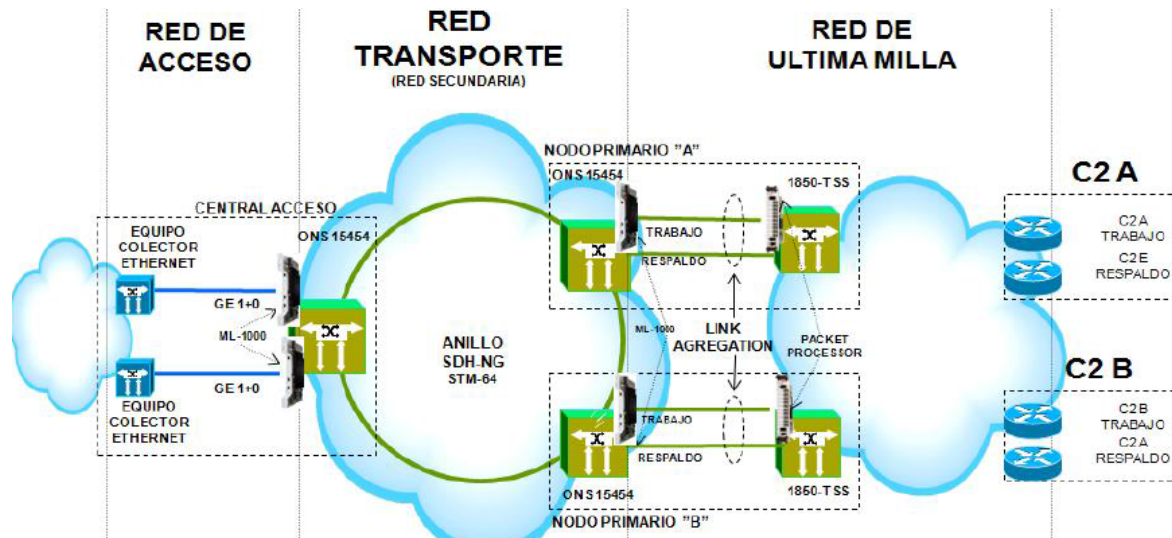 RED DE
ACCESO
RED
TRANSPORTE
(RED SECUNDARIA)
RED DE
ULTIMA MILLA
NODO PRIMARIO "A"
ONS 15454
1850-TSS
C2 A
CENTRAL ACCESO
ONS 15454
EQUIPO
COLECTOR
ETHERNET
TRABAJO
RESPALDO
C2A
TRABAJO
C2E
RESPALDO
GE 1+0
ML-1000
GE 1+0
ANILLO
SDH-NG
STM-64
ML-1000
LINK
AGREGATION
PACKET
PROCESSOR
C2 B
EQUIPO
COLECTOR
ETHERNET
TRABAJO
RESPALDO
C2B
TRABAJO
C2A
RESPALDO
ONS 15454
1850-TSS
NODO PRIMARIO "B"